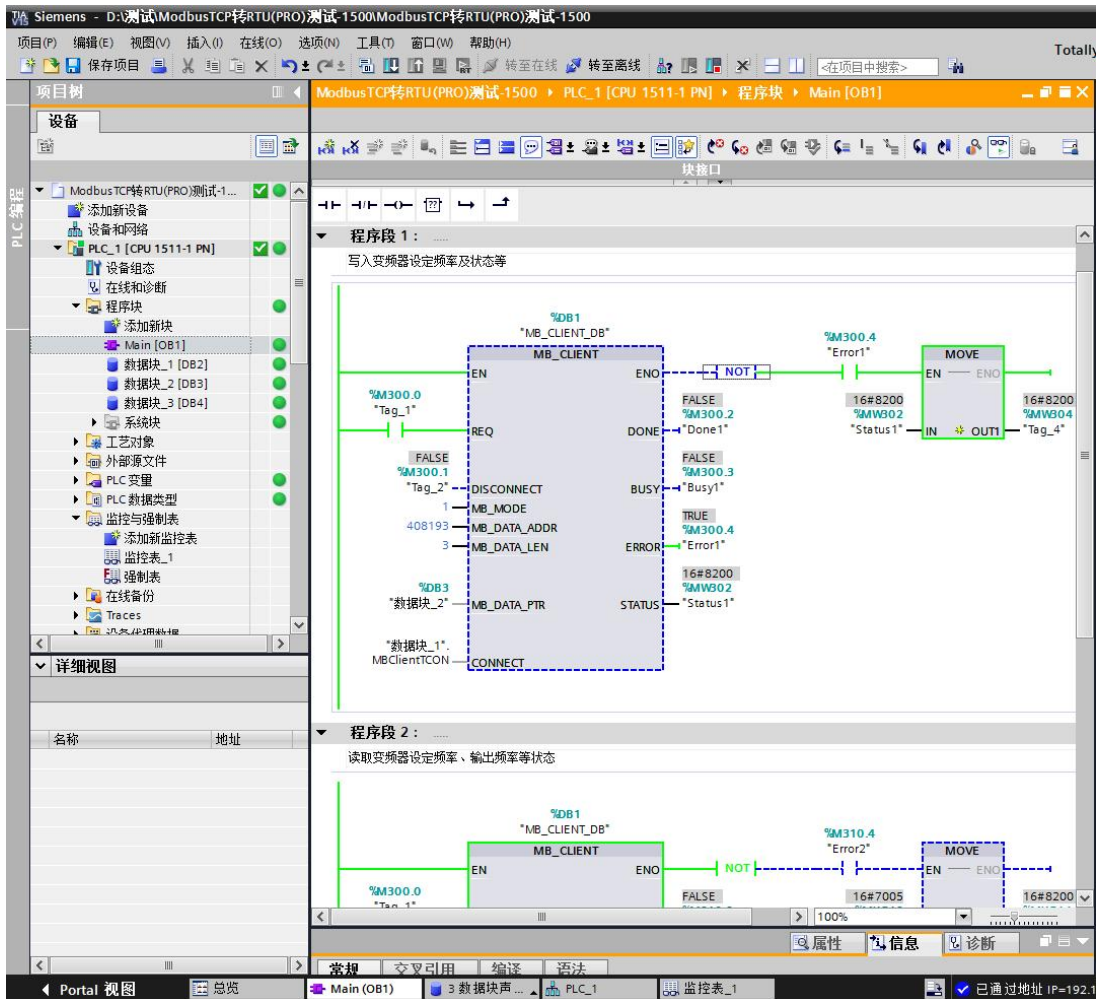 Siemens - D:\测试\ModbusTCP转RTU(PRO)测试-1500\ModbusTCP转RTU(PRO)测试-1500
项目(P) 编辑(E) 视图(V) 插入(I) 在线(O) 选项(N) 工具(T) 窗口(W) 帮助(H)
Totally
保存项目 转至在线 转至离线 <在项目中搜索>
项目树
ModbusTCP转RTU(PRO)测试-1500 PLC_1 [CPU 1511-1 PN] 程序块 Main [OB1]
设备
块接口
PLC 编程
ModbusTCP转RTU(PRO)测试-1...
添加新设备
设备和网络
PLC_1 [CPU 1511-1 PN]
设备组态
在线和诊断
程序块
添加新块
Main [OB1]
数据块_1 [DB2]
数据块_2 [DB3]
数据块_3 [DB4]
系统块
工艺对象
外部源文件
PLC 变量
PLC 数据类型
监控与强制表
添加新监控表
监控表_1
强制表
在线备份
Traces
设备代理数据
详细视图
名称 地址
程序段 1： .....
写入变频器设定频率及状态等
%DB1
"MB_CLIENT_DB"
MB_CLIENT
EN ENO NOT
%M300.4
"Error1"
MOVE
EN ENO
%M300.0
"Tag_1"
REQ
FALSE
%M300.2
DONE "Done1"
16#8200
%MW302
"Status1" IN OUT1
16#8200
%MW304
"Tag_4"
FALSE
%M300.1
"Tag_2" DISCONNECT
FALSE
%M300.3
BUSY "Busy1"
1 MB_MODE
408193 MB_DATA_ADDR
3 MB_DATA_LEN
TRUE
%M300.4
ERROR "Error1"
%DB3
"数据块_2" MB_DATA_PTR
16#8200
%MW302
STATUS "Status1"
"数据块_1".
MBClientTCON CONNECT
程序段 2： .....
读取变频器设定频率、输出频率等状态
%DB1
"MB_CLIENT_DB"
MB_CLIENT
EN ENO NOT
%M310.4
"Error2"
MOVE
EN ENO
%M300.0
"Tag_1"
FALSE
16#7005
16#8200
100%
属性 信息 诊断
常规 交叉引用 编译 语法
Portal 视图 总览 Main (OB1) 3 数据块声... PLC_1 监控表_1 已通过地址 IP=192.1